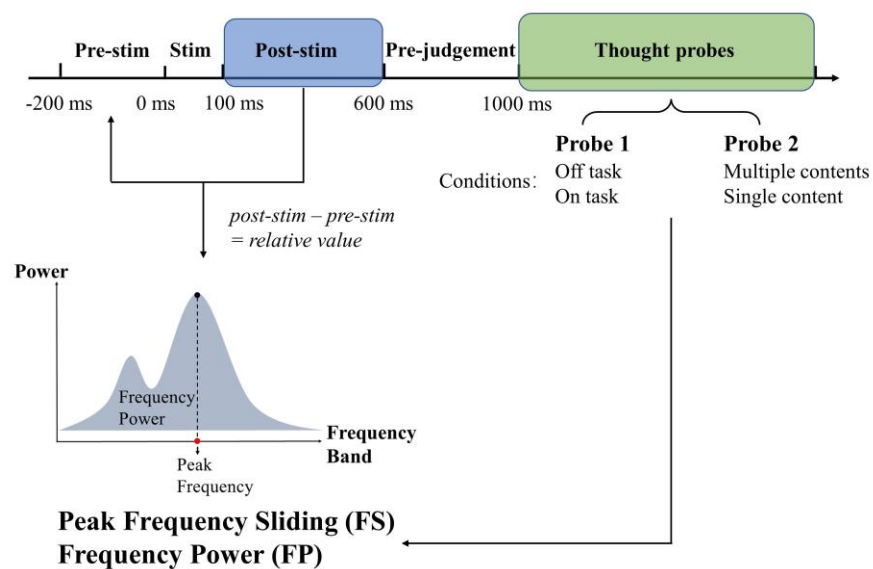 Pre-stim Stim Post-stim Pre-judgement Thought probes
-200 ms 0 ms 100 ms 600 ms 1000 ms
Probe 1 Probe 2
Conditions: Off task Multiple contents
On task Single content
post-stim – pre-stim
= relative value
Power
Frequency
Power
Frequency
Band
Peak
Frequency
Peak Frequency Sliding (FS)
Frequency Power (FP)